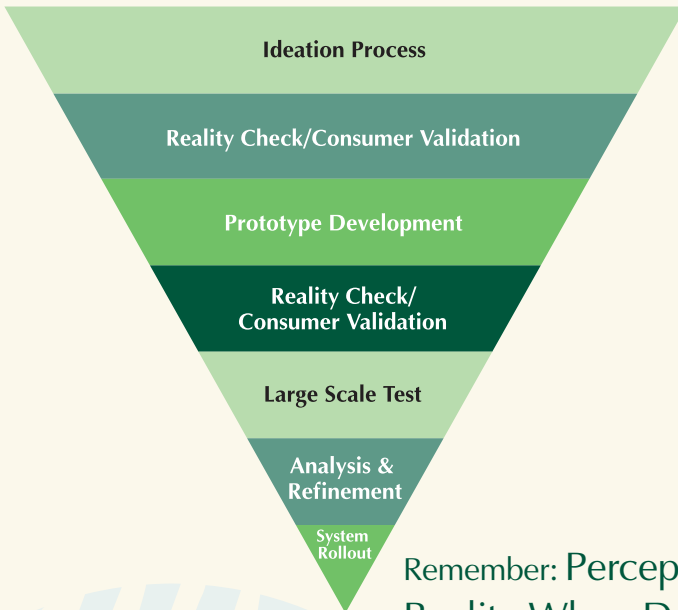 Ideation Process
Reality Check/Consumer Validation
Prototype Development
Reality Check/
Consumer Validation
Large Scale Test
Analysis &
Refinement
System
Rollout
Remember: